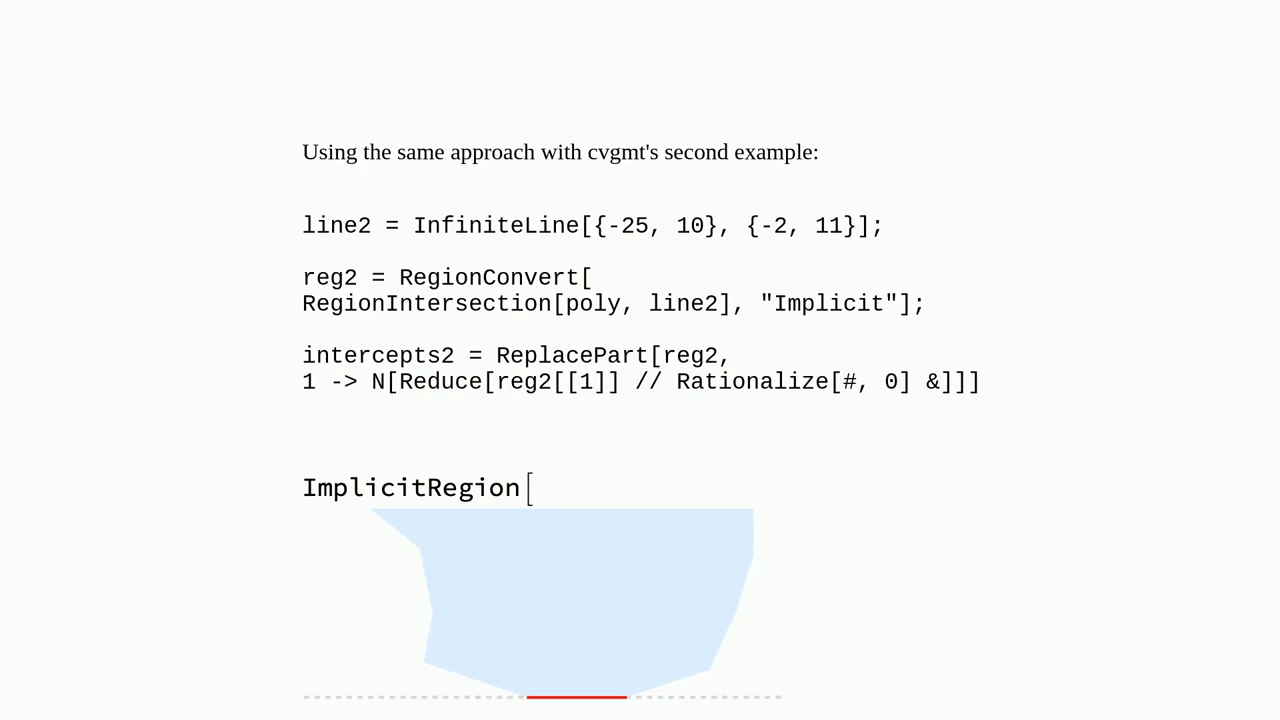 Using the same approach with cvgmt's second example:
line2 = InfiniteLine[{-25, 10}, {-2, 11}];
reg2 = RegionConvert[
RegionIntersection[poly, line2], "Implicit"];
intercepts2 = ReplacePart[reg2,
1 -> N[Reduce[reg2[[1]] // Rationalize[#, 0] &]]]
ImplicitRegion[